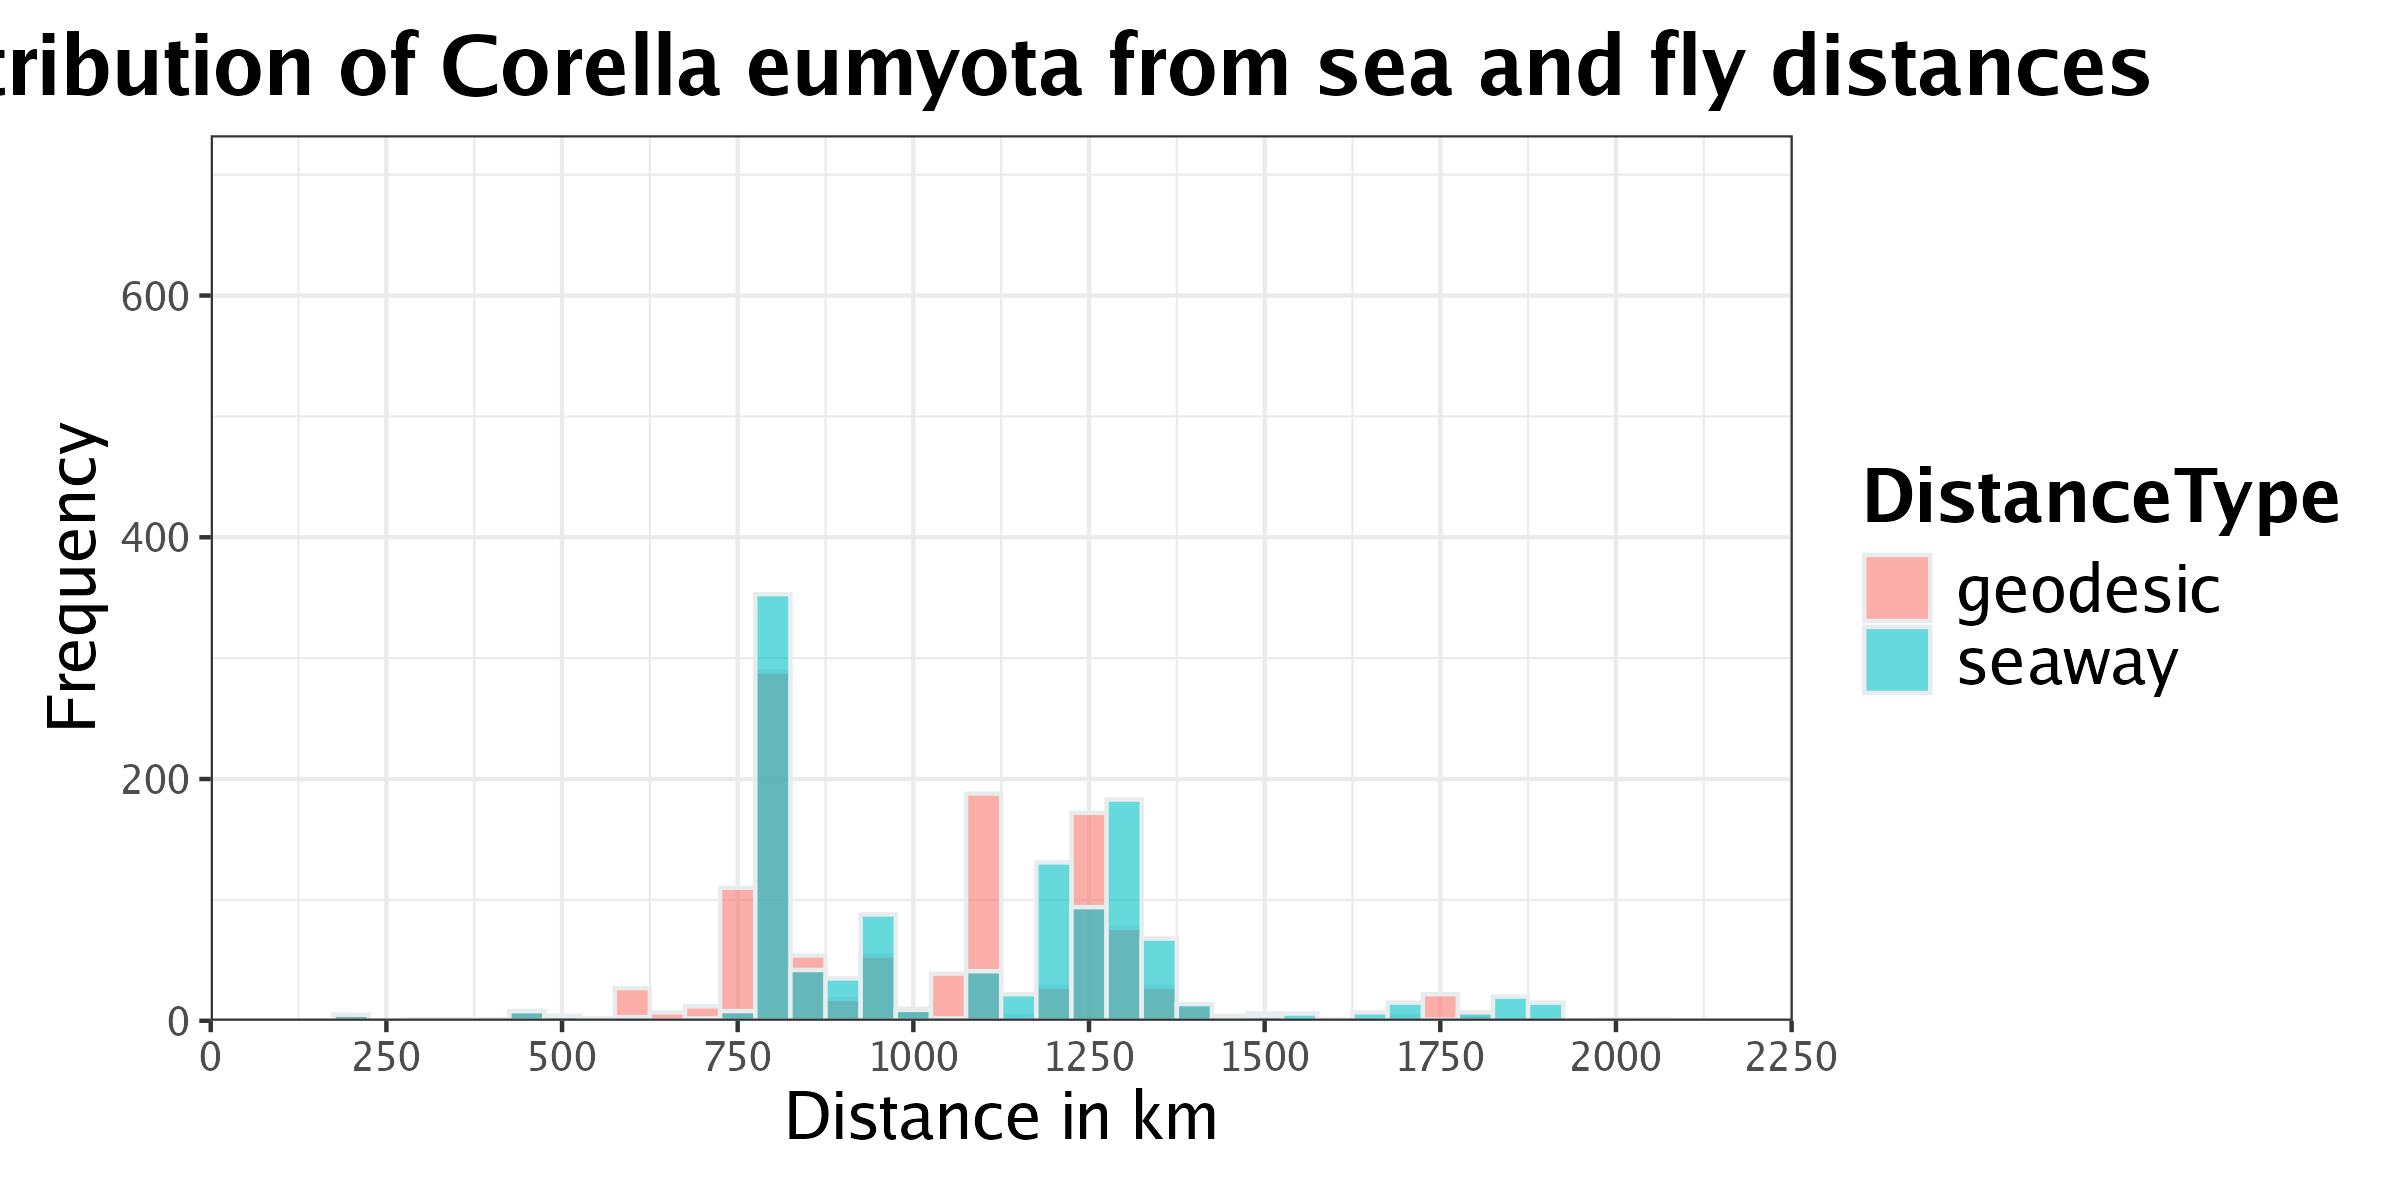 tribution of Corella eumyota from sea and fly distances
Frequency
600
400
200
0
0 250 500 750 1000 1250 1500 1750 2000 2250
Distance in km
DistanceType
geodesic
seaway